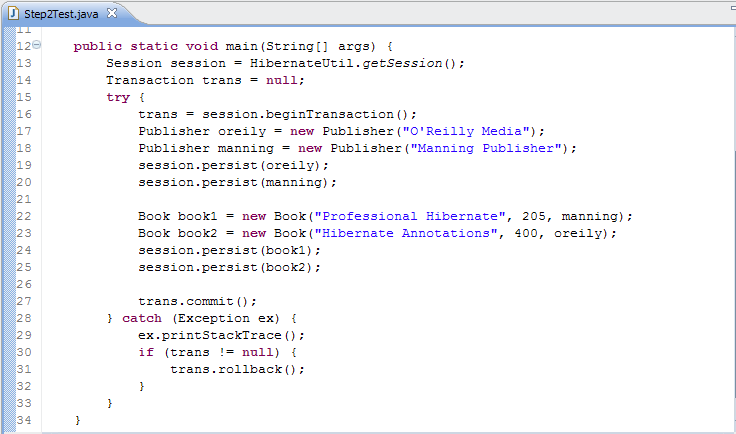 Step2Test.java
11
12 public static void main(String[] args) {
13 Session session = HibernateUtil.getSession();
14 Transaction trans = null;
15 try {
16 trans = session.beginTransaction();
17 Publisher oreily = new Publisher("O'Reilly Media");
18 Publisher manning = new Publisher("Manning Publisher");
19 session.persist(oreily);
20 session.persist(manning);
21
22 Book book1 = new Book("Professional Hibernate", 205, manning);
23 Book book2 = new Book("Hibernate Annotations", 400, oreily);
24 session.persist(book1);
25 session.persist(book2);
26
27 trans.commit();
28 } catch (Exception ex) {
29 ex.printStackTrace();
30 if (trans != null) {
31 trans.rollback();
32 }
33 }
34 }